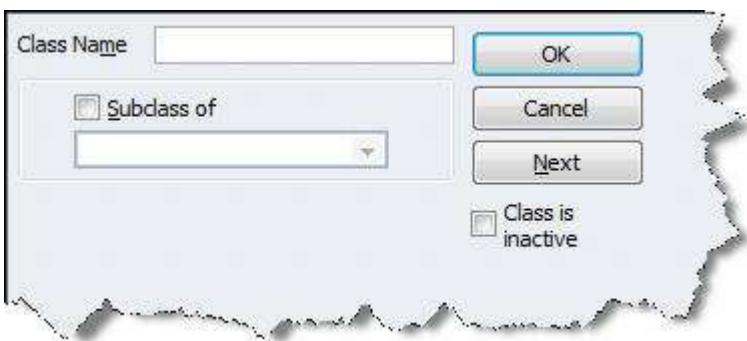 Class Name
OK
Subclass of
Cancel
Next
Class is
inactive